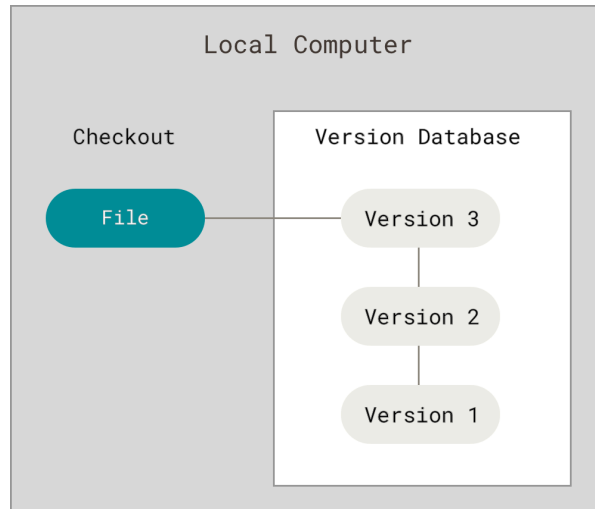 Local Computer
Checkout
Version Database
File
Version 3
Version 2
Version 1